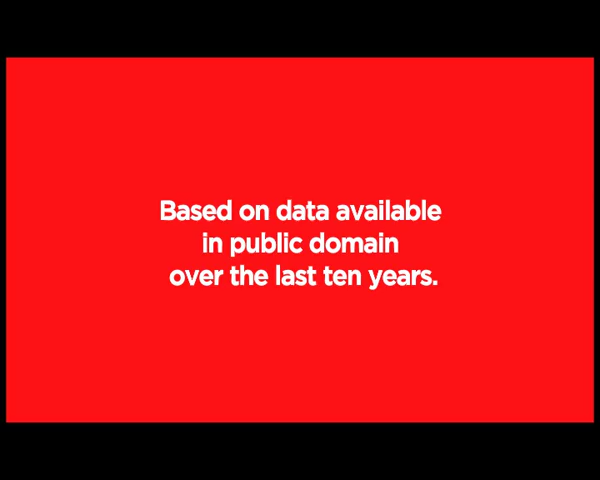 Based on data available
in public domain
over the last ten years.